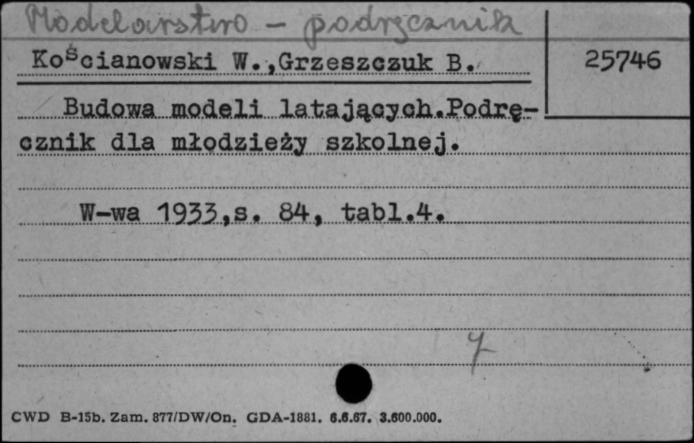 Modelarstwo - podręcznik
Kościanowski W.,Grzeszczuk B.
25746
Budowa modeli latających.Podrę-
cznik dla młodzieży szkolnej.
W-wa 1933,s. 84, tabl.4.
CWD B-15b. Zam. 877/DW/On. GDA-1881. 6.6.67. 3.600.000.